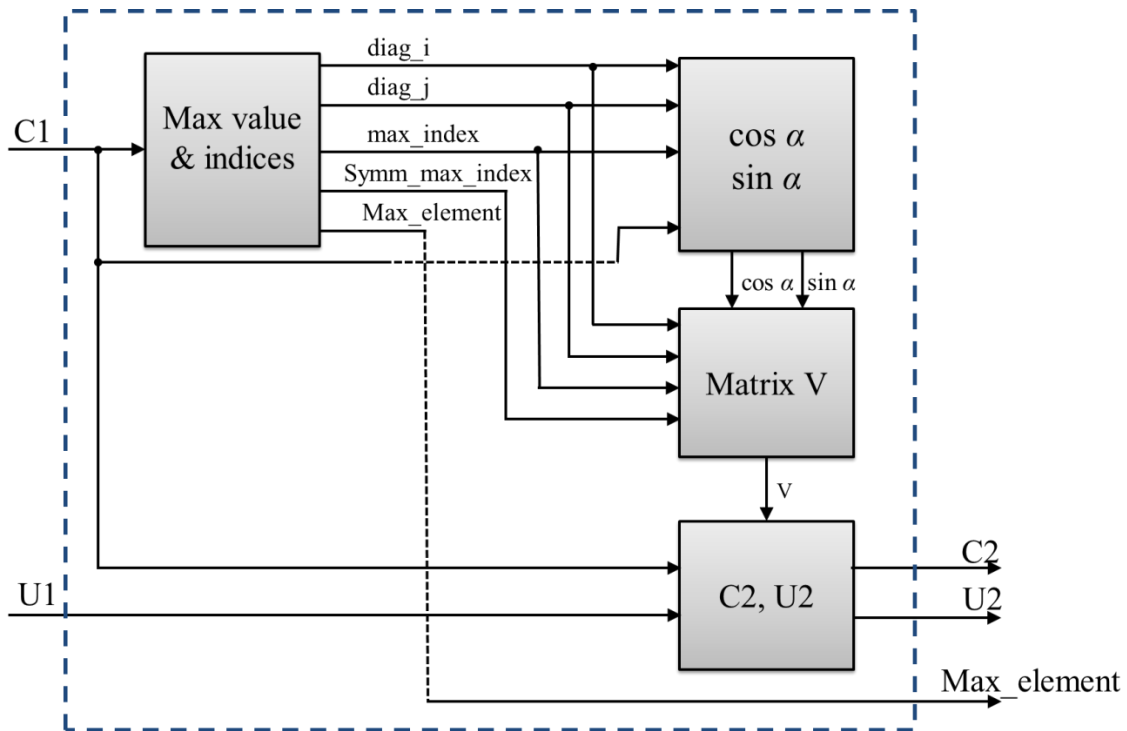 diag_i
diag_j
C1
Max value
& indices
max_index
Symm_max_index
Max_element
cos α
sin α
cos α
sin α
Matrix V
V
U1
C2, U2
C2
U2
Max_element